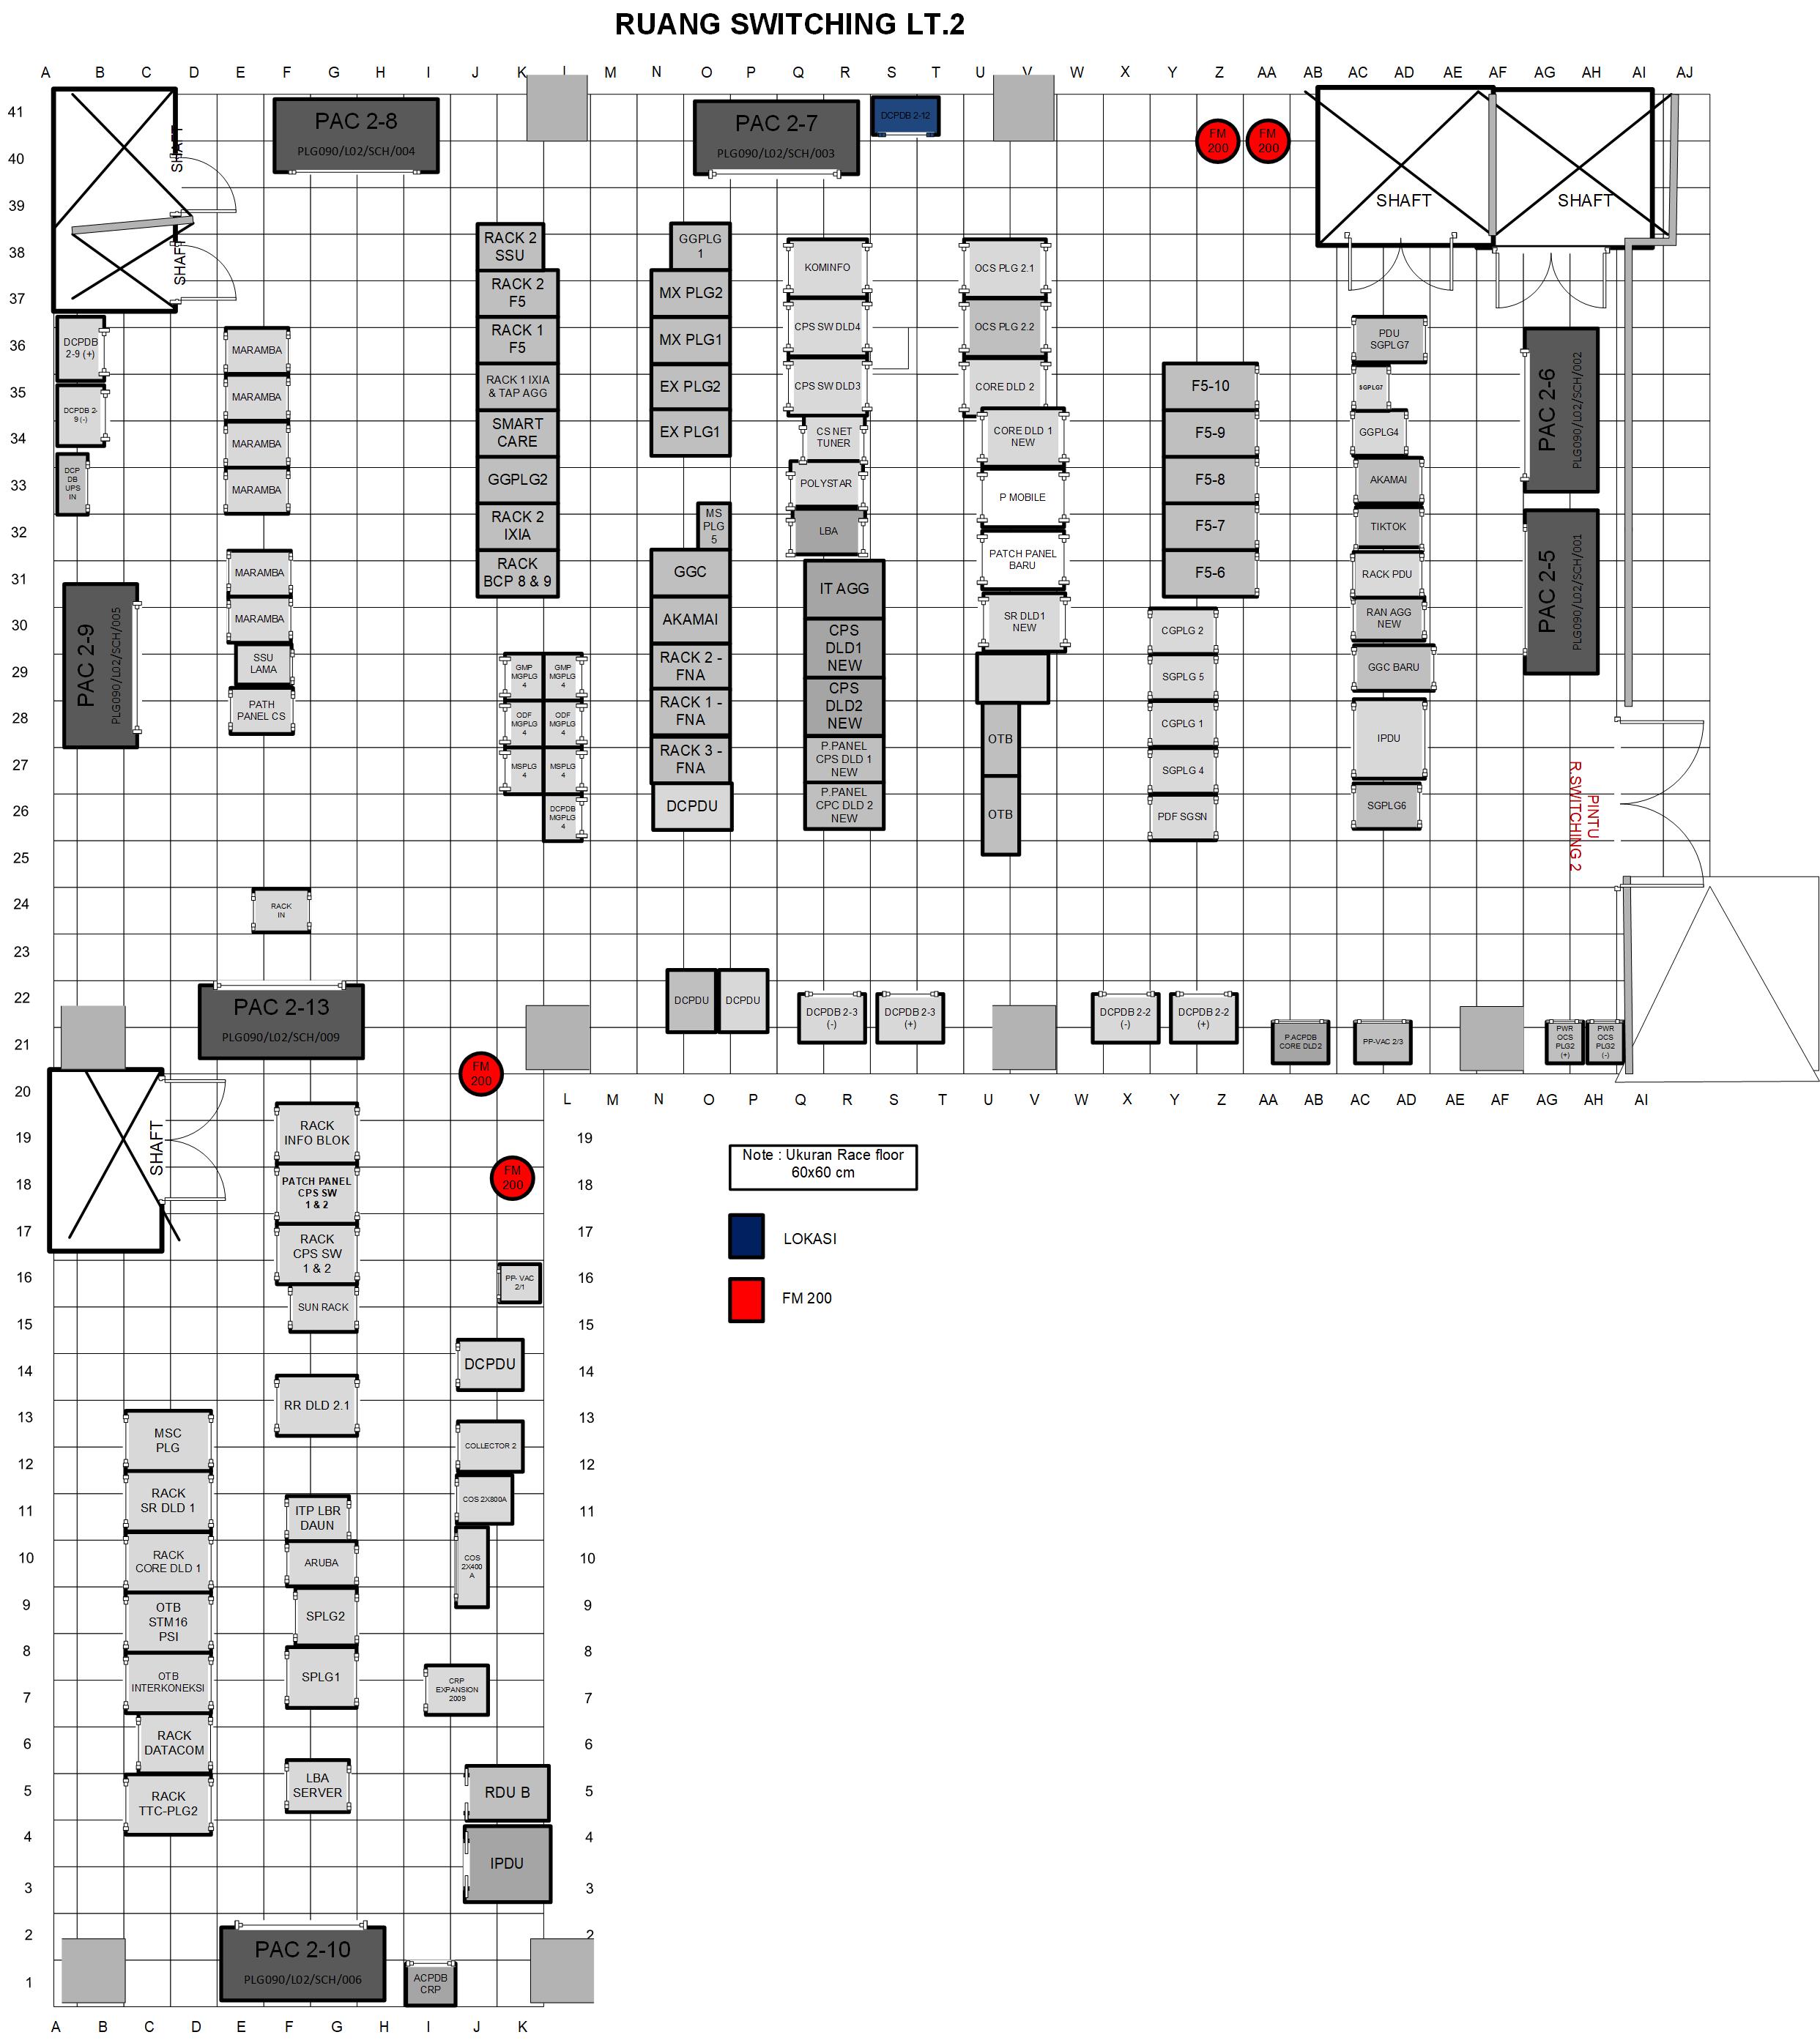 RUANG SWITCHING LT.2
A B C D E F G H I J K L M N O P Q R S T U V W X Y Z AA AB AC AD AE AF AG AH AI AJ
41
40
39
38
37
36
35
34
33
32
31
30
29
28
27
26
25
24
23
22
21
20
19
18
17
16
15
14
13
12
11
10
9
8
7
6
5
4
3
2
1
SHAFT
SHAFT
PAC 2-8
PLG090/L02/SCH/004
PAC 2-7
PLG090/L02/SCH/003
DCPDB 2-12
FM
200
FM
200
SHAFT
SHAFT
DCPDB
2-9 (+)
DCPDB 2-
9 (-)
DCP
DB
UPS
IN
PAC 2-9
PLG090/L02/SCH/005
MARAMBA
MARAMBA
MARAMBA
MARAMBA
MARAMBA
MARAMBA
SSU
LAMA
PATH
PANEL CS
RACK
IN
RACK 2
SSU
RACK 2
F5
RACK 1
F5
RACK 1 IXIA
& TAP AGG
SMART
CARE
GGPLG2
RACK 2
IXIA
RACK
BCP 8 & 9
GMP
MGPLG
4
GMP
MGPLG
4
ODF
MGPLG
4
ODF
MGPLG
4
MSPLG
4
MSPLG
4
DCPDB
MGPLG
4
GGPLG
1
MX PLG2
MX PLG1
EX PLG2
EX PLG1
MS
PLG
5
GGC
AKAMAI
RACK 2 -
FNA
RACK 1 -
FNA
RACK 3 -
FNA
DCPDU
KOMINFO
CPS SW DLD4
CPS SW DLD3
CS NET
TUNER
POLYSTAR
LBA
IT AGG
CPS
DLD1
NEW
CPS
DLD2
NEW
P.PANEL
CPS DLD 1
NEW
P.PANEL
CPC DLD 2
NEW
OCS PLG 2.1
OCS PLG 2.2
CORE DLD 2
CORE DLD 1
NEW
P MOBILE
PATCH PANEL
BARU
SR DLD1
NEW
OTB
OTB
F5-10
F5-9
F5-8
F5-7
F5-6
CGPLG 2
SGPLG 5
CGPLG 1
SGPLG 4
PDF SGSN
PDU
SGPLG7
SGPLG7
GGPLG4
AKAMAI
TIKTOK
RACK PDU
RAN AGG
NEW
GGC BARU
IPDU
SGPLG6
PAC 2-6
PLG090/L02/SCH/002
PAC 2-5
PLG090/L02/SCH/001
PINTU
R.SWITCHING 2
PAC 2-13
PLG090/L02/SCH/009
DCPDU
DCPDU
DCPDB 2-3
(-)
DCPDB 2-3
(+)
DCPDB 2-2
(-)
DCPDB 2-2
(+)
P.ACPDB
CORE DLD2
PP-VAC 2/3
PWR
OCS
PLG2
(+)
PWR
OCS
PLG2
(-)
L M N O P Q R S T U V W X Y Z AA AB AC AD AE AF AG AH AI
SHAFT
FM
200
FM
200
RACK
INFO BLOK
PATCH PANEL
CPS SW
1 & 2
RACK
CPS SW
1 & 2
SUN RACK
RR DLD 2.1
PP- VAC
2/1
DCPDU
COLLECTOR 2
COS 2X800A
COS
2X400
A
MSC
PLG
RACK
SR DLD 1
RACK
CORE DLD 1
OTB
STM16
PSI
OTB
INTERKONEKSI
RACK
DATACOM
RACK
TTC-PLG2
ITP LBR
DAUN
ARUBA
SPLG2
SPLG1
LBA
SERVER
CRP
EXPANSION
2009
RDU B
IPDU
PAC 2-10
PLG090/L02/SCH/006
ACPDB
CRP
19
18
17
16
15
14
13
12
11
10
9
8
7
6
5
4
3
2
A B C D E F G H I J K
Note : Ukuran Race floor
60x60 cm
LOKASI
FM 200